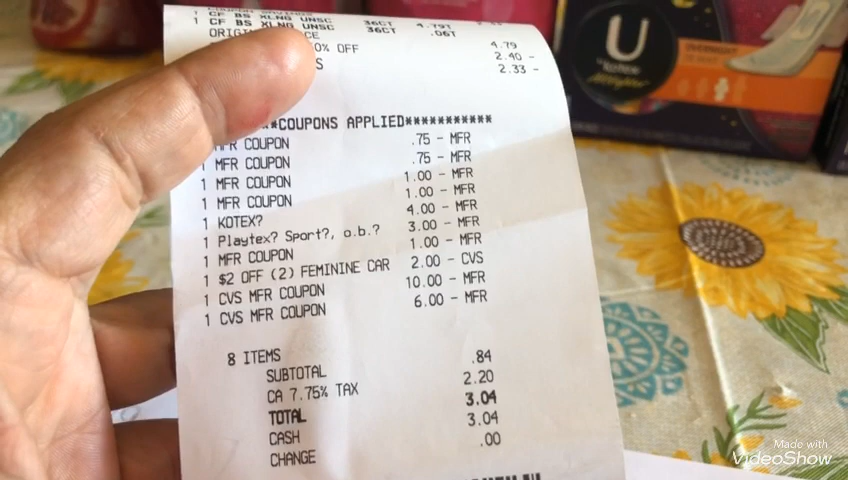 1 CF BS XLNG UNSC 36CT 4.79T
1 CF BS XLNG UNSC 36CT .06T
ORIGI CE 4.79
0% OFF 2.40 -
S 2.33 -
*COUPONS APPLIED***********
MFR COUPON .75 - MFR
1 MFR COUPON .75 - MFR
1 MFR COUPON 1.00 - MFR
1 MFR COUPON 1.00 - MFR
1 KOTEX? 4.00 - MFR
1 Playtex? Sport?, o.b.? 3.00 - MFR
1 MFR COUPON 1.00 - MFR
1 $2 OFF (2) FEMININE CAR 2.00 - CVS
1 CVS MFR COUPON 10.00 - MFR
1 CVS MFR COUPON 6.00 - MFR
8 ITEMS
SUBTOTAL .84
CA 7.75% TAX 2.20
TOTAL 3.04
CASH 3.04
CHANGE .00
U
by Kotex
OVERNIGHT
Made with
VideoShow